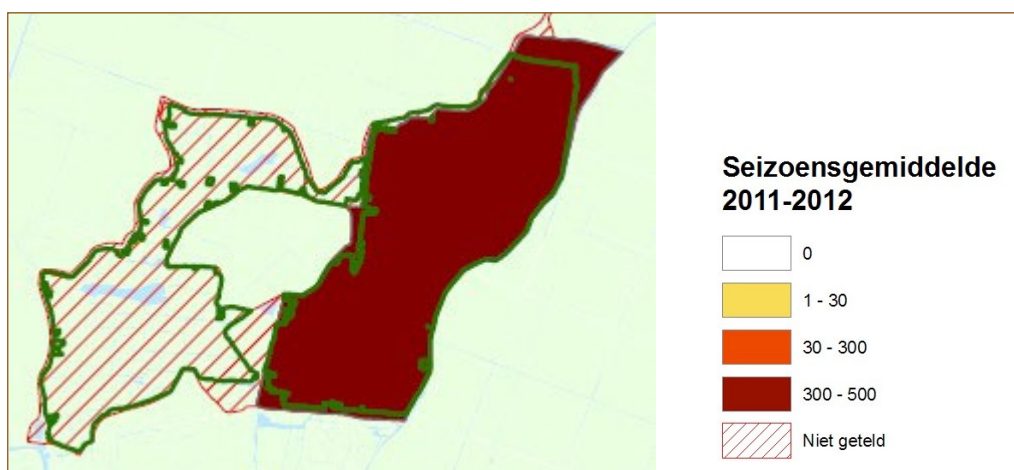 Seizoensgemiddelde
2011-2012
0
1 - 30
30 - 300
300 - 500
Niet geteld